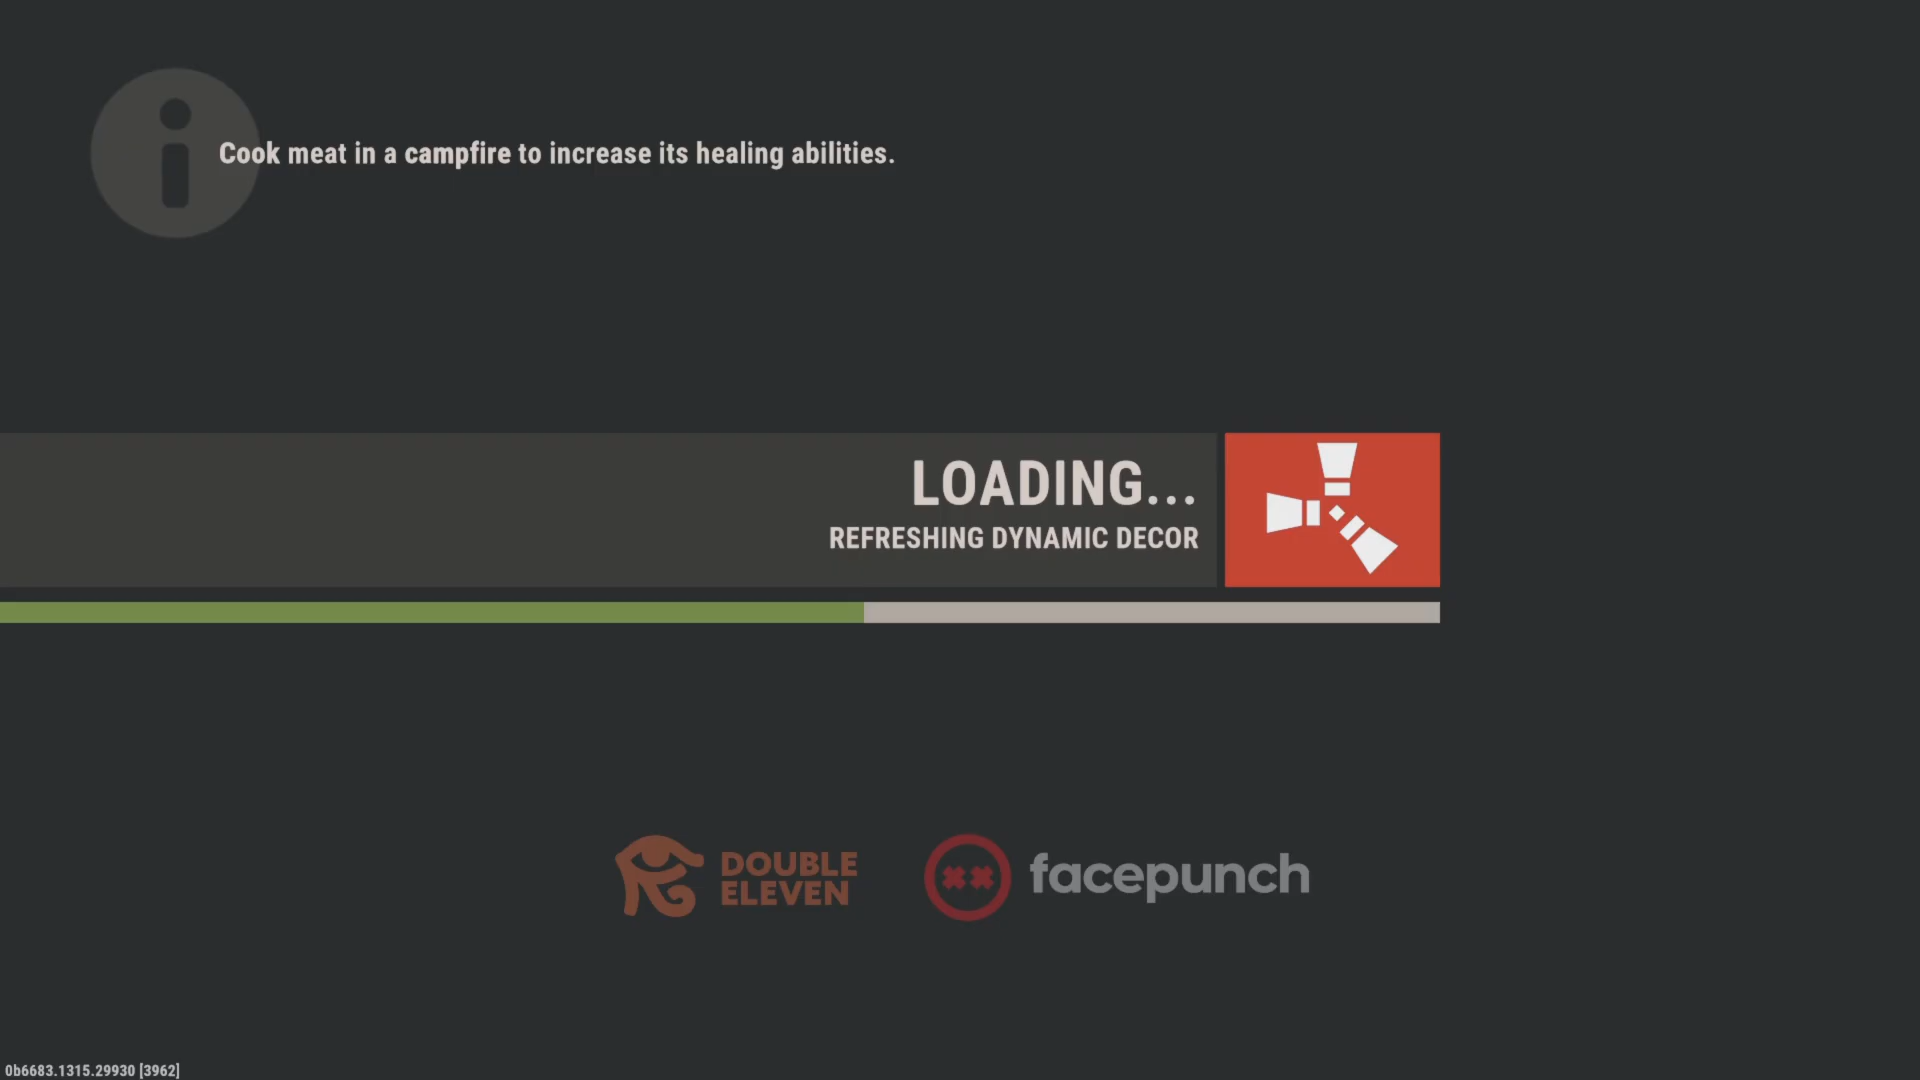 Cook meat in a campfire to increase its healing abilities.
LOADING...
REFRESHING DYNAMIC DECOR
DOUBLE
ELEVEN
facepunch
0b6683.1315.29930 [3962]